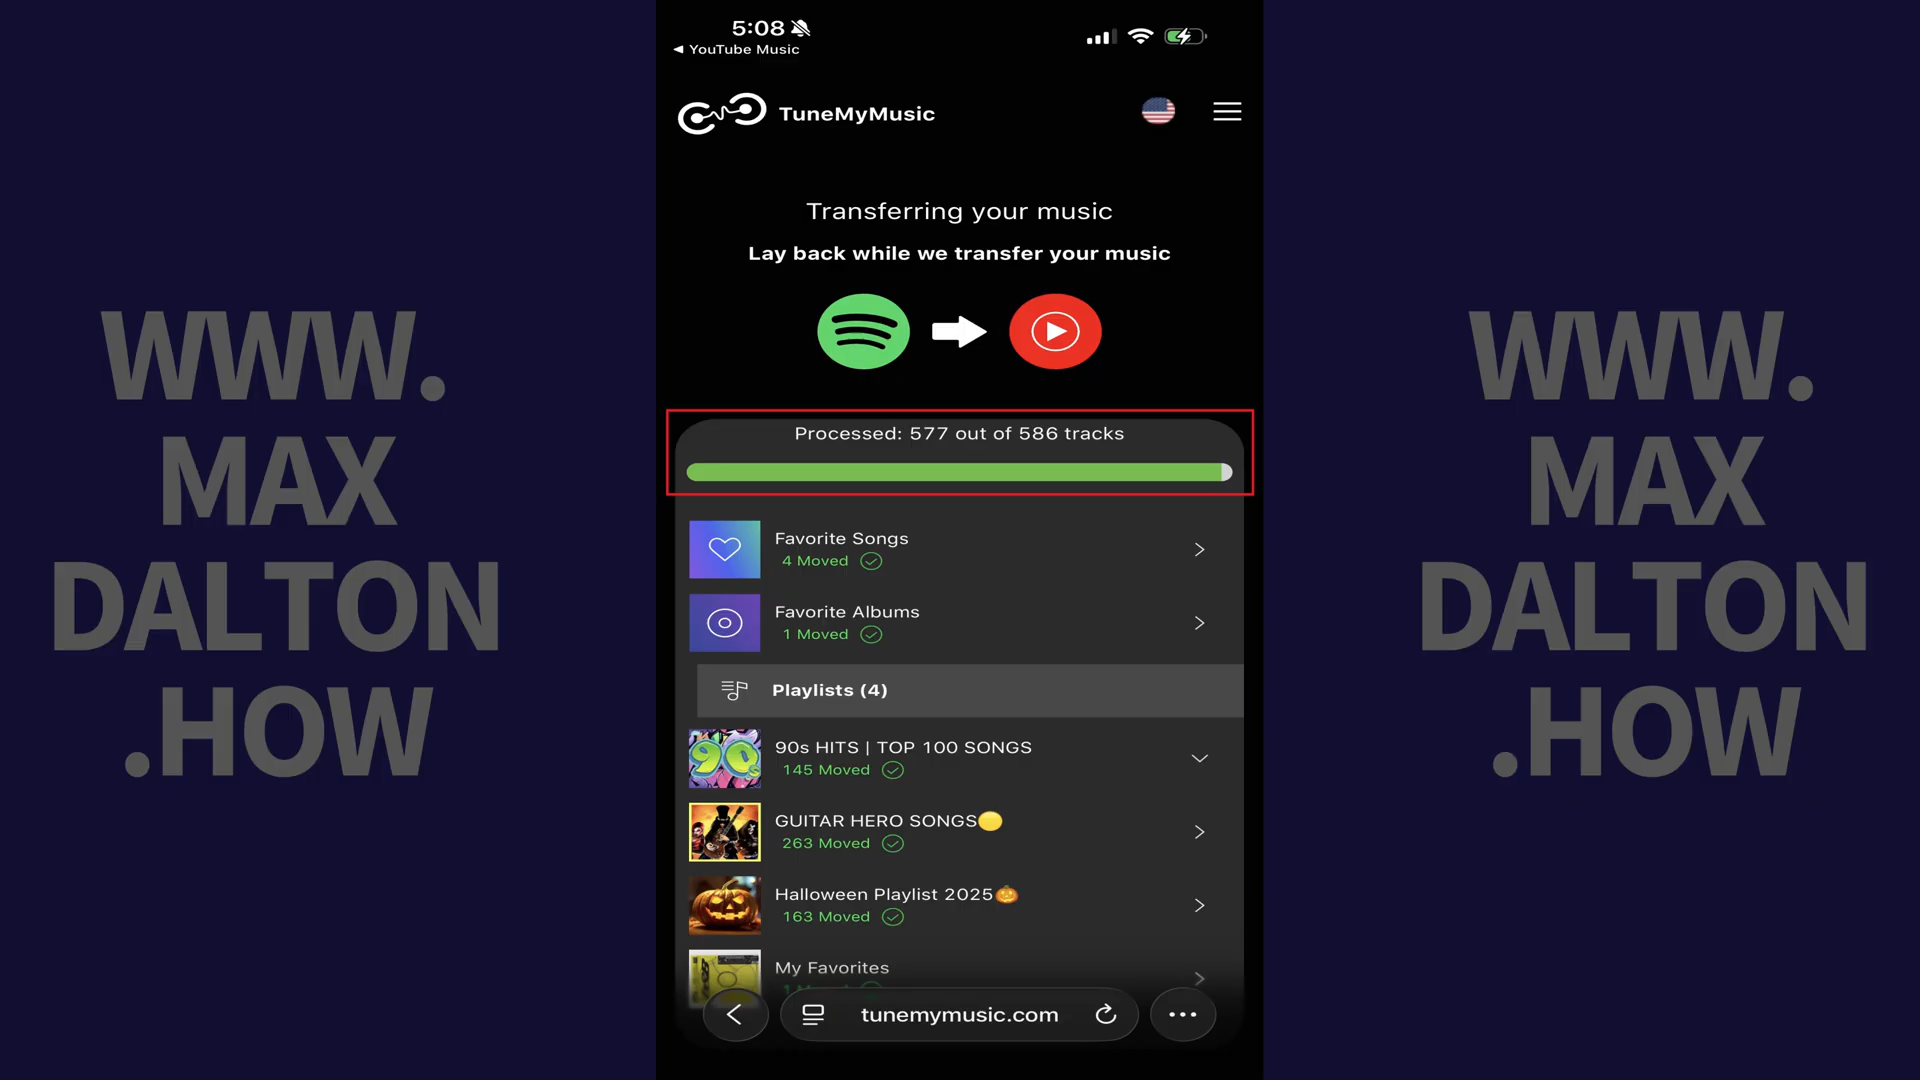 WWW.
MAX
DALTON
.HOW
5:08
YouTube Music
TuneMyMusic
Transferring your music
Lay back while we transfer your music
Processed: 577 out of 586 tracks
Favorite Songs
4 Moved
Favorite Albums
1 Moved
Playlists (4)
90s HITS | TOP 100 SONGS
145 Moved
GUITAR HERO SONGS🟡
263 Moved
Halloween Playlist 2025🎃
163 Moved
My Favorites
tunemymusic.com
WWW.
MAX
DALTON
.HOW